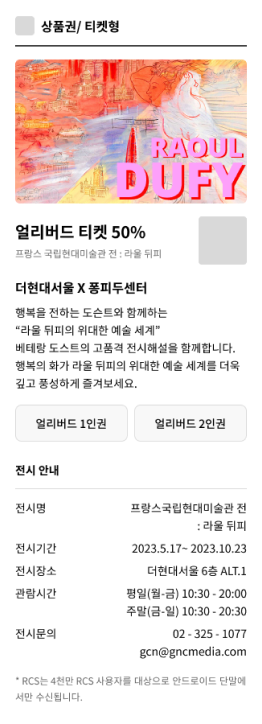 상품권/ 티켓형
RAOUL
DUFY
얼리버드 티켓 50%
프랑스 국립현대미술관 전 : 라울 뒤피
더현대서울 X 퐁피두센터
행복을 전하는 도슨트와 함께하는
“라울 뒤피의 위대한 예술 세계”
베테랑 도스트의 고품격 전시해설을 함께합니다.
행복의 화가 라울 뒤피의 위대한 예술 세계를 더욱
깊고 풍성하게 즐겨보세요.
얼리버드 1인권
얼리버드 2인권
전시 안내
전시명 프랑스국립현대미술관 전
: 라울 뒤피
전시기간 2023.5.17~ 2023.10.23
전시장소 더현대서울 6층 ALT.1
관람시간 평일(월-금) 10:30 - 20:00
주말(금-일) 10:30 - 20:30
전시문의 02 - 325 - 1077
gcn@gncmedia.com
* RCS는 4천만 RCS 사용자를 대상으로 안드로이드 단말에
서만 수신됩니다.